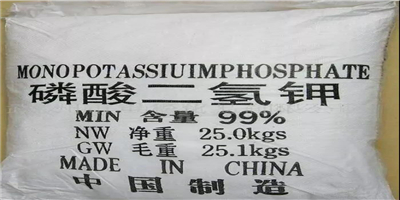 MONOPOTASSIUIMPHOSPHATE
磷酸二氢钾
MIN 含量 99%
NW 净重 25.0kgs
GW 毛重 25.1kgs
MADE IN CHINA
中国制造